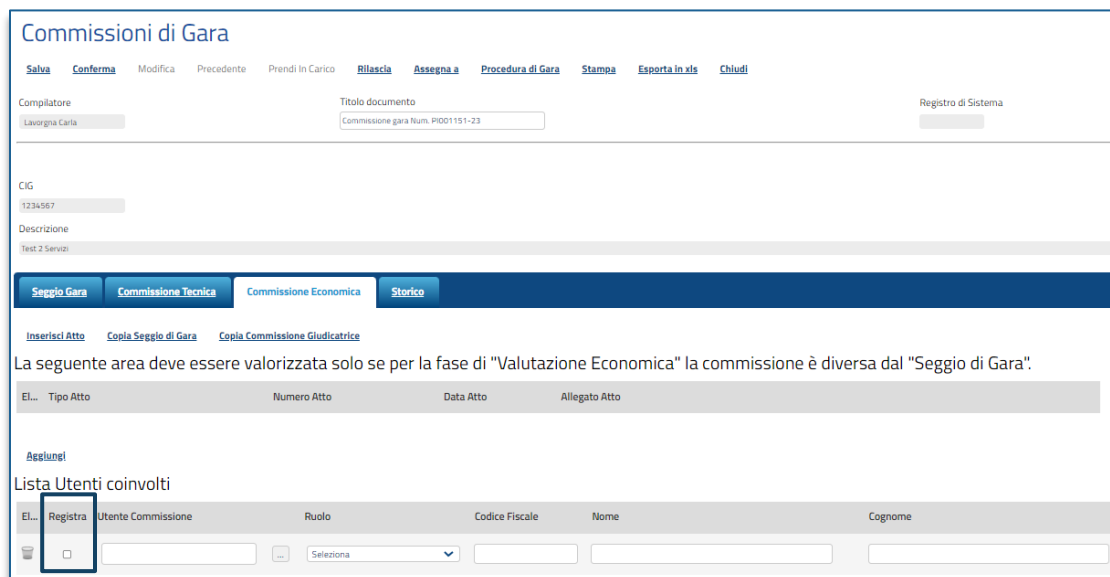 Commissioni di Gara
Salva Conferma Modifica Precedente Prendi In Carico Rilascia Assegna a Procedura di Gara Stampa Esporta in xls Chiudi
Compilatore Titolo documento Registro di Sistema
Lavorgna Carla Commissione gara Num. PI001151-23
CIG
1234567
Descrizione
Test 2 Servizi
Seggio Gara Commissione Tecnica Commissione Economica Storico
Inserisci Atto Copia Seggio di Gara Copia Commissione Giudicatrice
La seguente area deve essere valorizzata solo se per la fase di "Valutazione Economica" la commissione è diversa dal "Seggio di Gara".
El... Tipo Atto Numero Atto Data Atto Allegato Atto
Aggiungi
Lista Utenti coinvolti
El... Registra Utente Commissione Ruolo Codice Fiscale Nome Cognome
... Seleziona